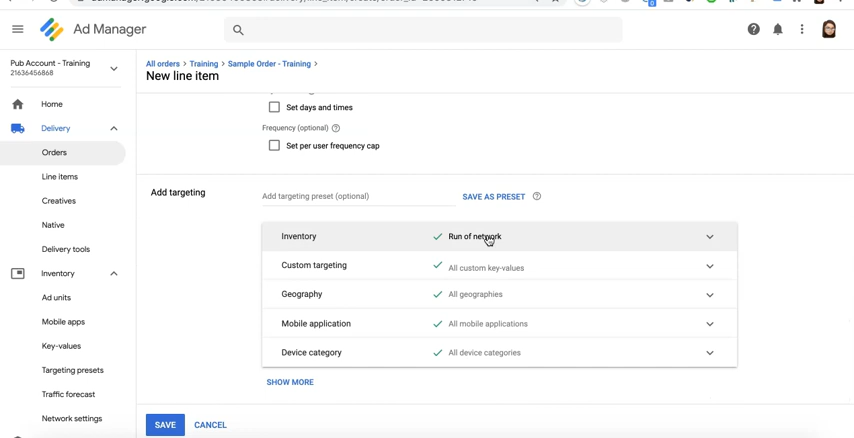 Ad Manager
Pub Account - Training
21636456868
Home
Delivery
Orders
Line items
Creatives
Native
Delivery tools
Inventory
Ad units
Mobile apps
Key-values
Targeting presets
Traffic forecast
Network settings
All orders > Training > Sample Order - Training >
New line item
Set days and times
Frequency (optional)
Set per user frequency cap
Add targeting
Add targeting preset (optional)
SAVE AS PRESET
Inventory
Run of network
Custom targeting
All custom key-values
Geography
All geographies
Mobile application
All mobile applications
Device category
All device categories
SHOW MORE
SAVE
CANCEL